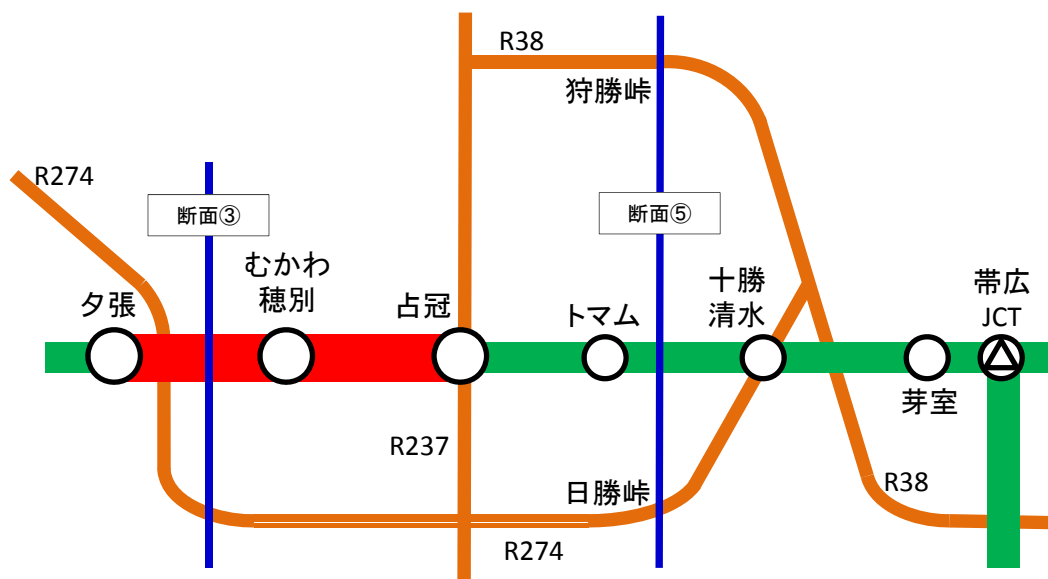 R38
狩勝峠
R274
断面③
断面⑤
むかわ
穂別
夕張
占冠
トマム
十勝
清水
帯広
JCT
芽室
R237
日勝峠
R38
R274